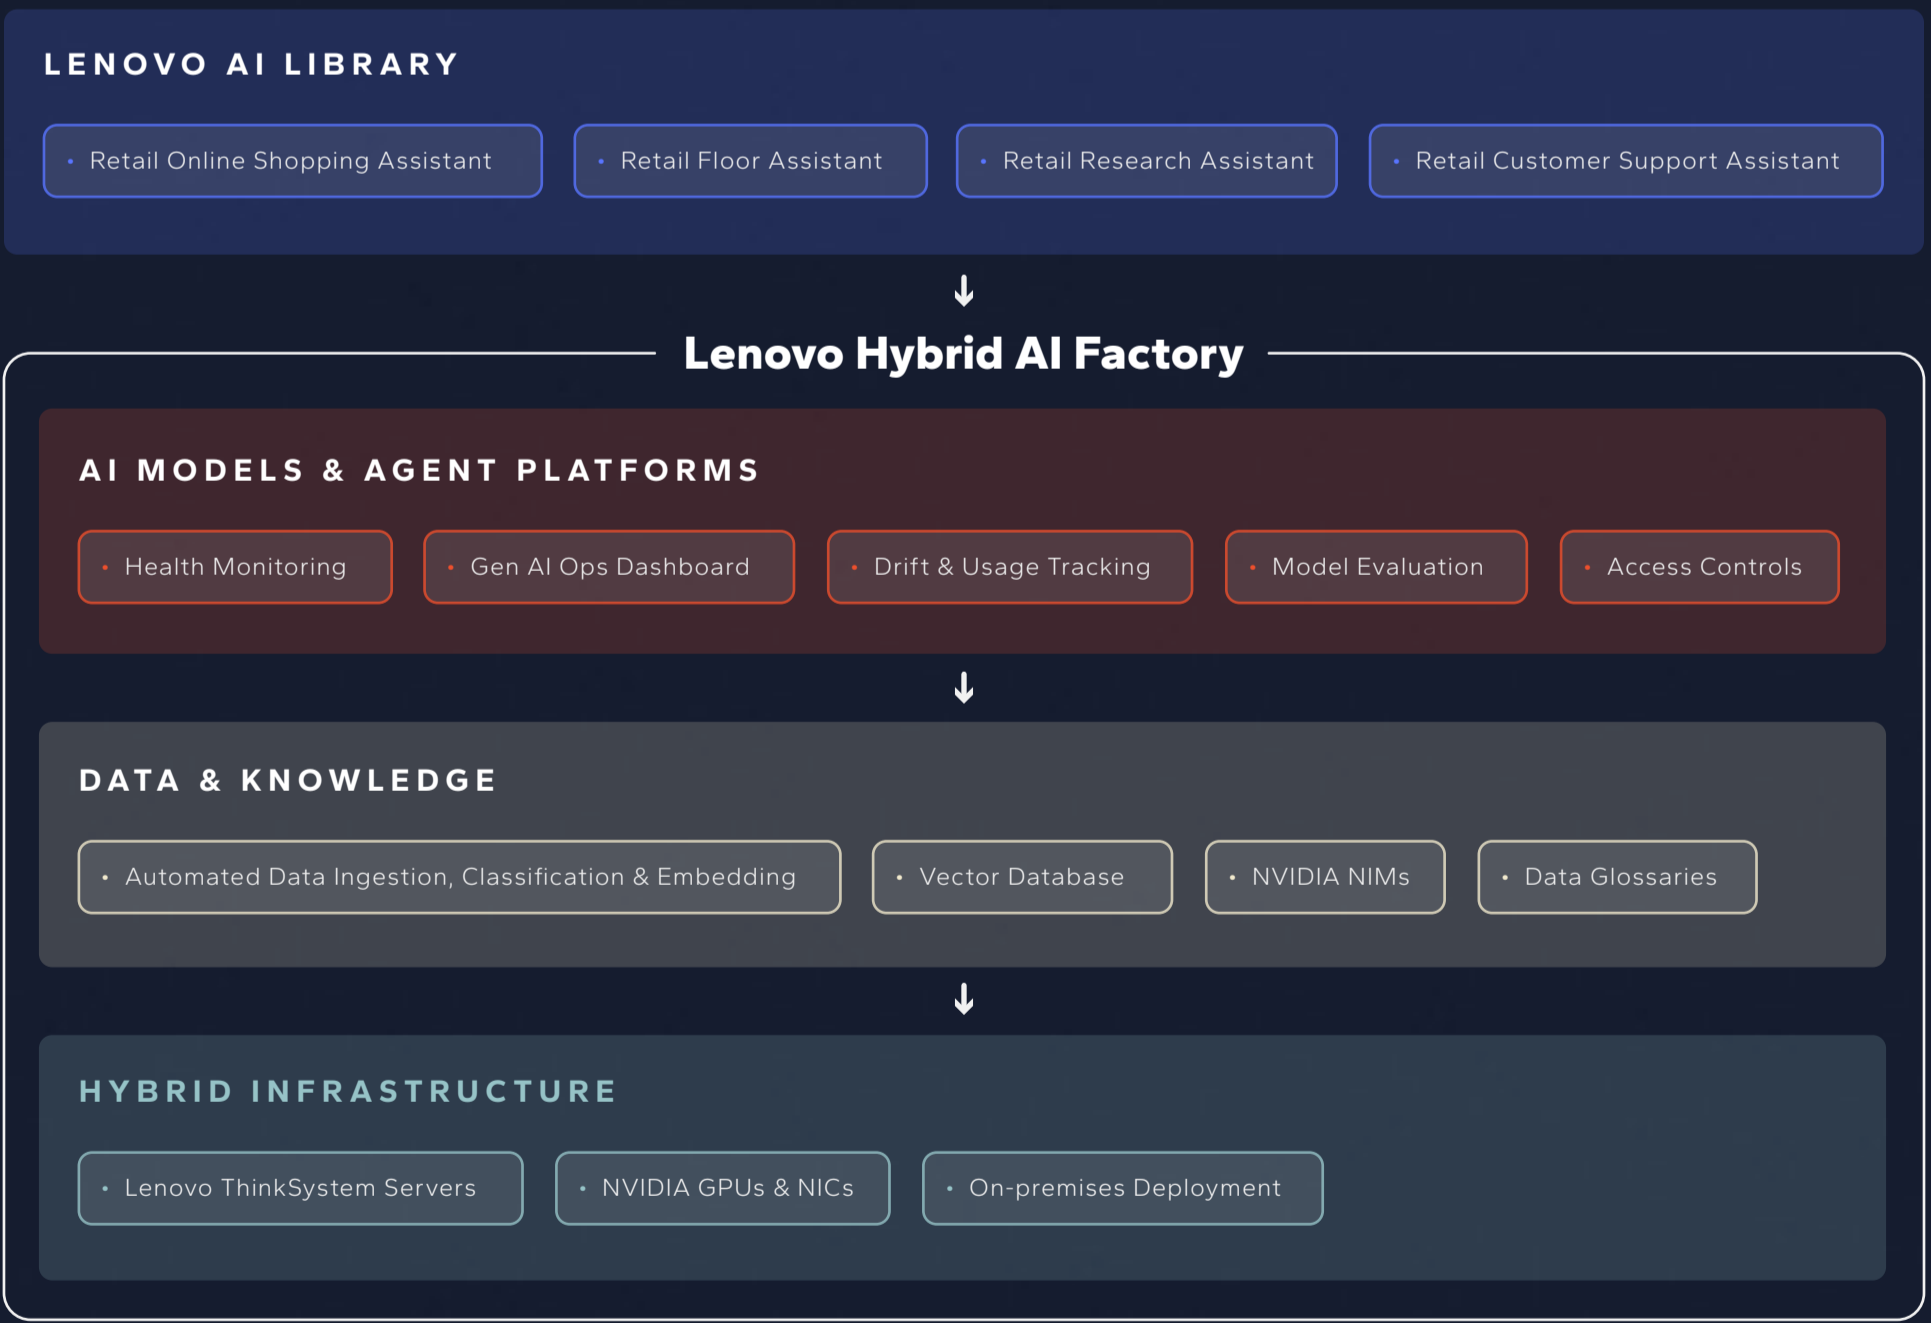 LENOVO AI LIBRARY
• Retail Online Shopping Assistant
• Retail Floor Assistant
• Retail Research Assistant
• Retail Customer Support Assistant
Lenovo Hybrid AI Factory
AI MODELS & AGENT PLATFORMS
• Health Monitoring
• Gen AI Ops Dashboard
• Drift & Usage Tracking
• Model Evaluation
• Access Controls
DATA & KNOWLEDGE
• Automated Data Ingestion, Classification & Embedding
• Vector Database
• NVIDIA NIMs
• Data Glossaries
HYBRID INFRASTRUCTURE
• Lenovo ThinkSystem Servers
• NVIDIA GPUs & NICs
• On-premises Deployment